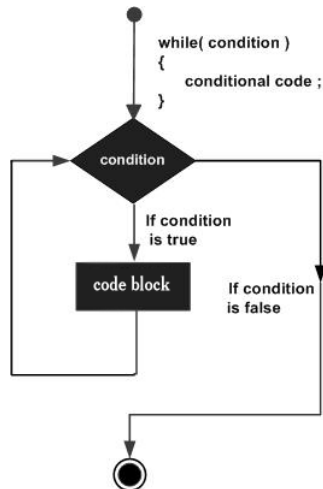 while( condition )
{
conditional code ;
}
condition
If condition
is true
code block
If condition
is false